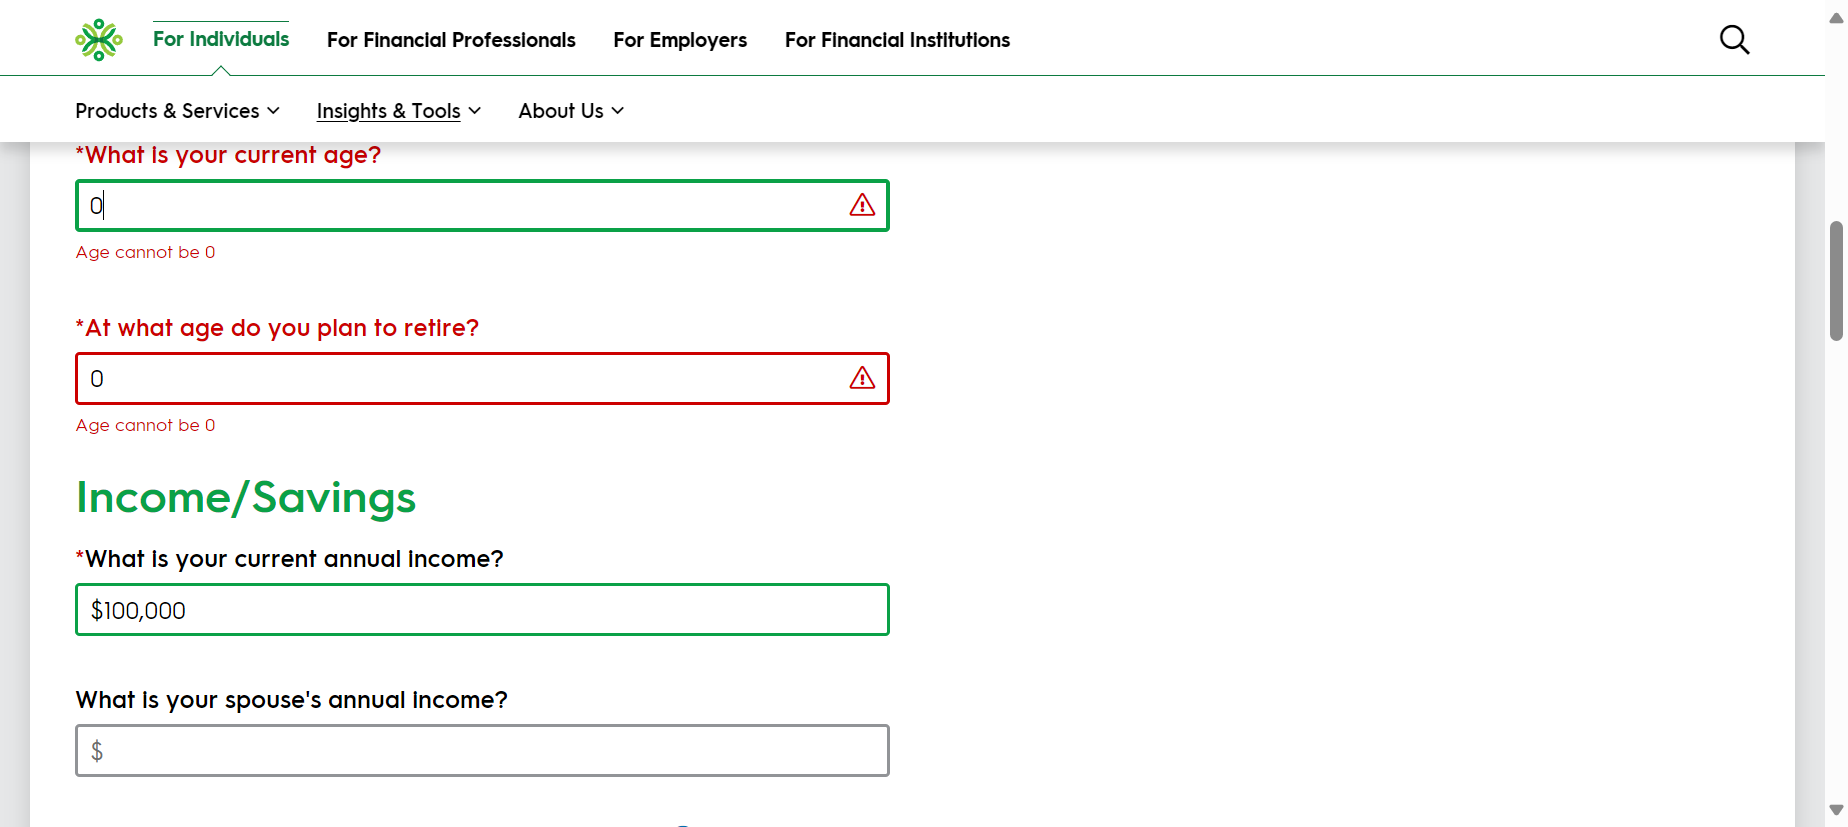 For Individuals For Financial Professionals For Employers For Financial Institutions
Products & Services Insights & Tools About Us
*What is your current age?
0
Age cannot be 0
*At what age do you plan to retire?
0
Age cannot be 0
Income/Savings
*What is your current annual income?
$100,000
What is your spouse's annual income?
$